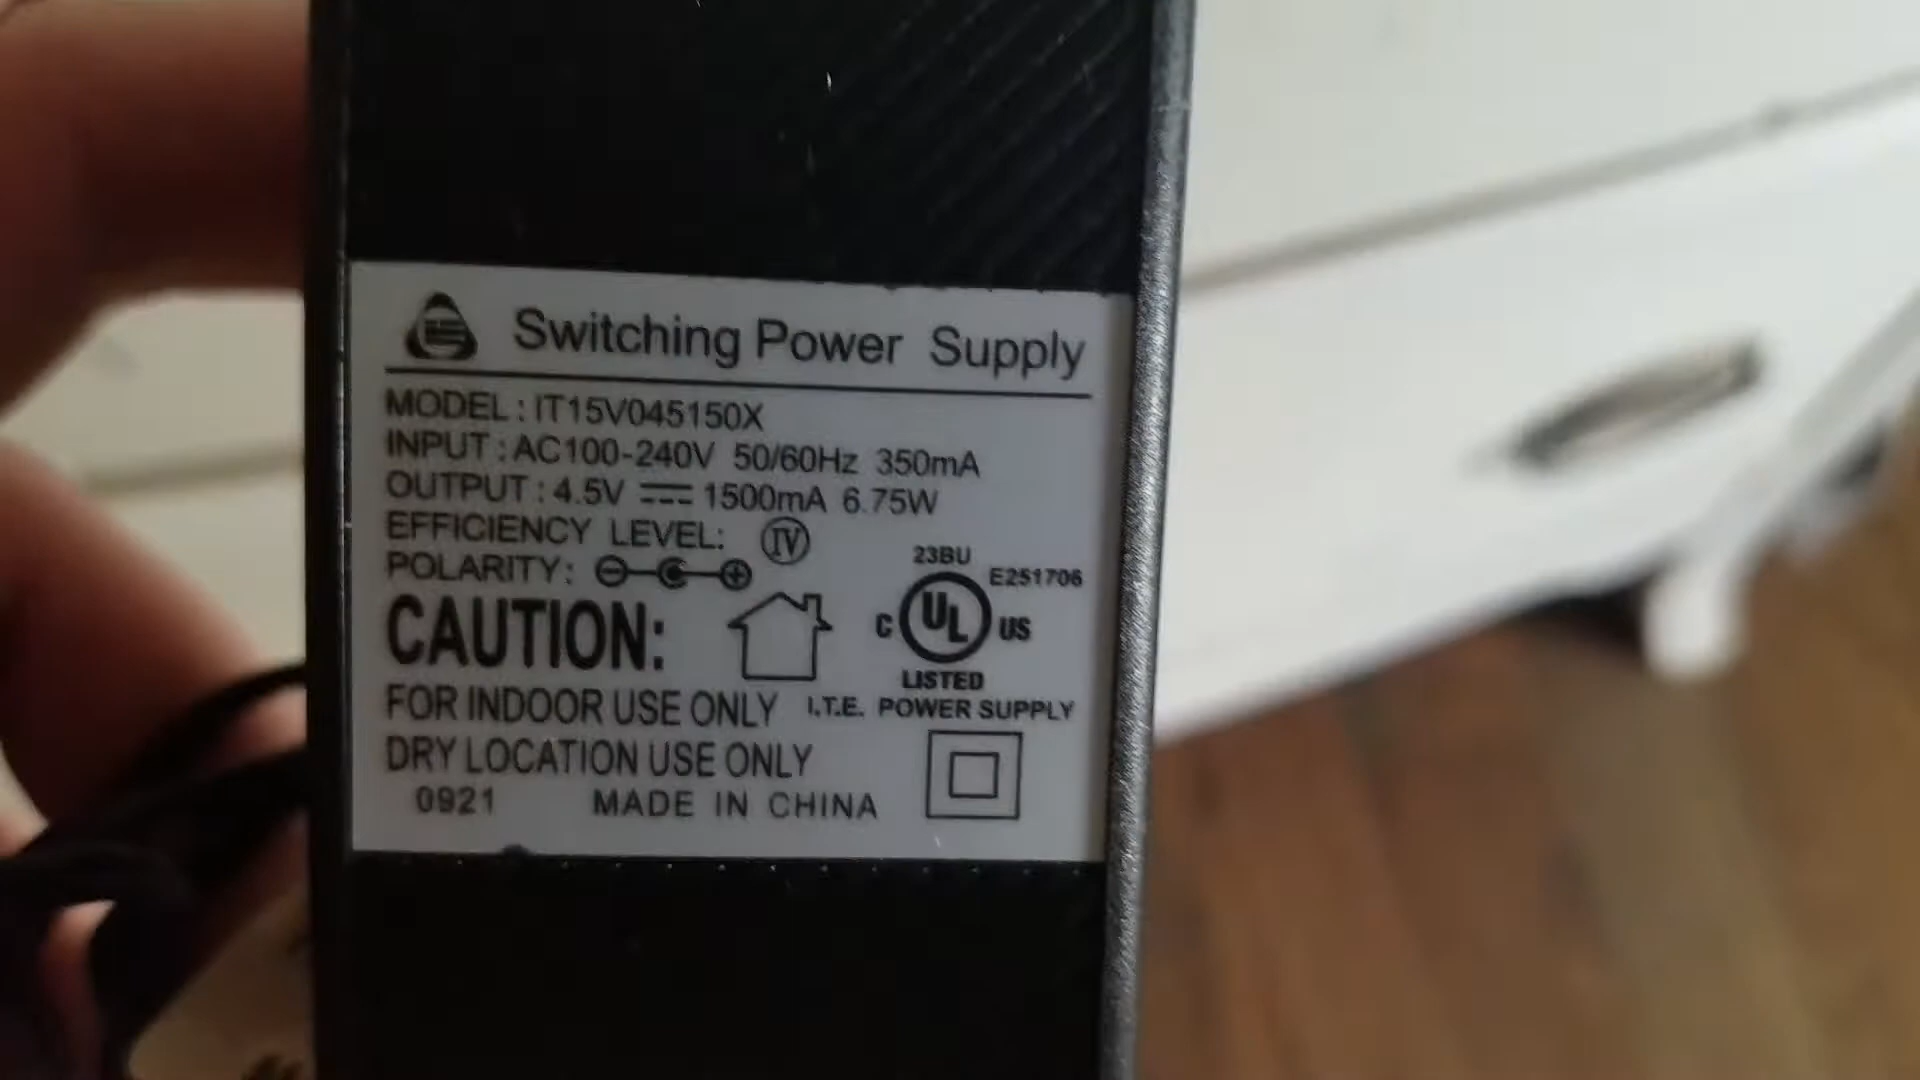 Switching Power Supply
MODEL: IT15V045150X
INPUT: AC100-240V 50/60Hz 350mA
OUTPUT: 4.5V 1500mA 6.75W
EFFICIENCY LEVEL: IV
POLARITY:
23BU
E251706
C UL US
LISTED
I.T.E. POWER SUPPLY
CAUTION:
FOR INDOOR USE ONLY
DRY LOCATION USE ONLY
0921 MADE IN CHINA